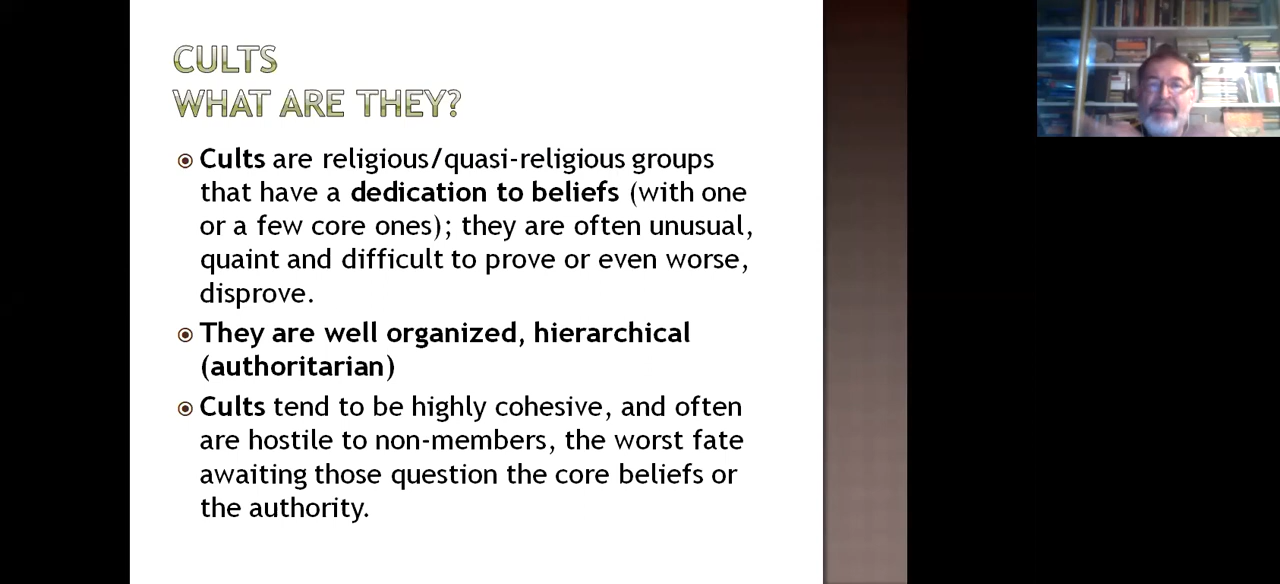 CULTS
WHAT ARE THEY?
Cults are religious/quasi-religious groups
that have a dedication to beliefs (with one
or a few core ones); they are often unusual,
quaint and difficult to prove or even worse,
disprove.
They are well organized, hierarchical
(authoritarian)
Cults tend to be highly cohesive, and often
are hostile to non-members, the worst fate
awaiting those question the core beliefs or
the authority.